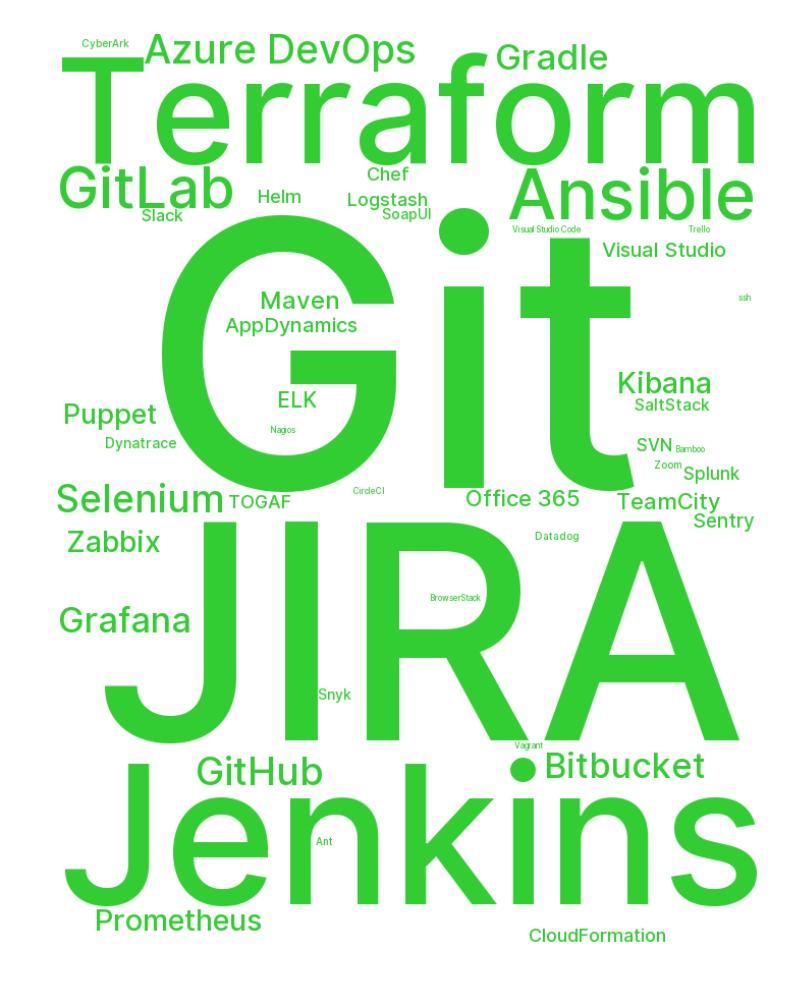 CyberArk
Azure DevOps
Gradle
Terraform
Chef
GitLab
Helm
Logstash
Ansible
Slack
SoapUI
Visual Studio Code
Trello
Visual Studio
Git
ssh
Maven
AppDynamics
Kibana
ELK
SaltStack
Puppet
Nagios
Dynatrace
SVN
Bamboo
Zoom
Splunk
CircleCI
Selenium
TOGAF
Office 365
TeamCity
Sentry
Zabbix
Datadog
JIRA
BrowserStack
Grafana
Snyk
Vagrant
GitHub
Bitbucket
Jenkins
Ant
Prometheus
CloudFormation